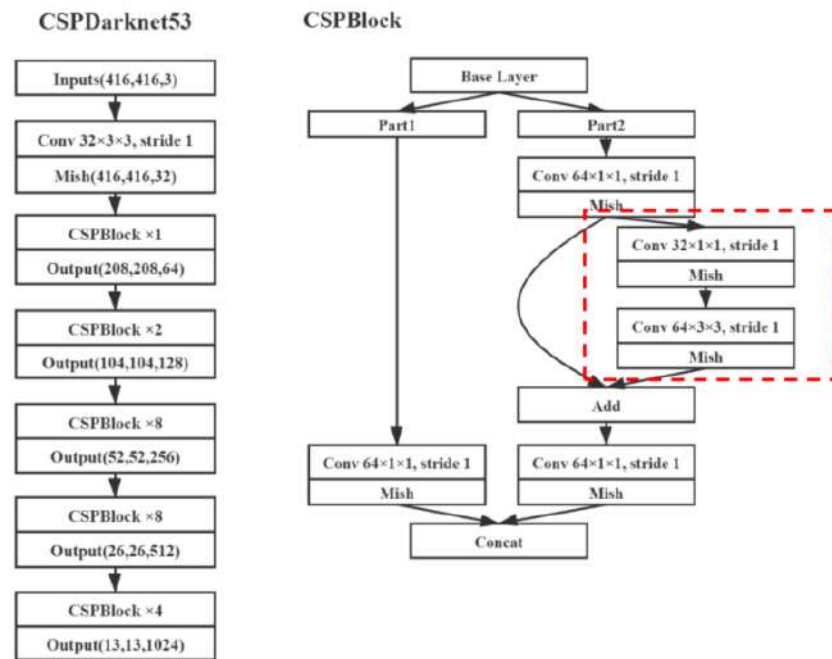 CSPDarknet53
Inputs(416,416,3)
Conv 32×3×3, stride 1
Mish(416,416,32)
CSPBlock ×1
Output(208,208,64)
CSPBlock ×2
Output(104,104,128)
CSPBlock ×8
Output(52,52,256)
CSPBlock ×8
Output(26,26,512)
CSPBlock ×4
Output(13,13,1024)
CSPBlock
Base Layer
Part1
Part2
Conv 64×1×1, stride 1
Mish
Conv 32×1×1, stride 1
Mish
Conv 64×3×3, stride 1
Mish
Add
Conv 64×1×1, stride 1
Mish
Conv 64×1×1, stride 1
Mish
Concat